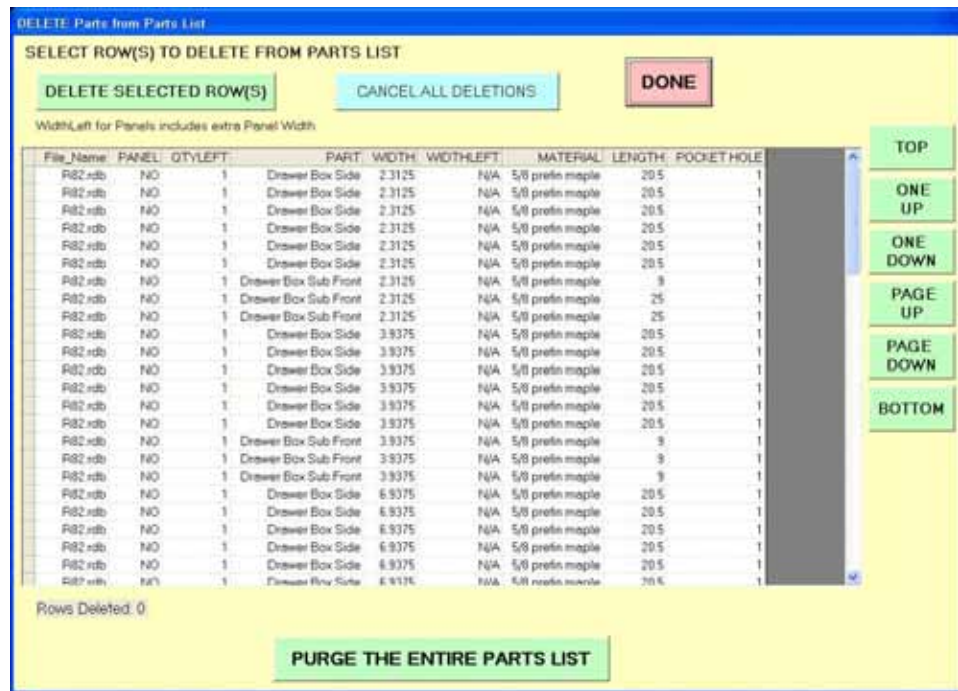 DELETE Parts from Parts List
SELECT ROW(S) TO DELETE FROM PARTS LIST
DELETE SELECTED ROW(S) CANCEL ALL DELETIONS DONE
WidthLeft for Panels includes extra Panel Width
File_Name PANEL QTYLEFT PART WIDTH WIDTHLEFT MATERIAL LENGTH POCKET HOLE
R82.rdb NO 1 Drawer Box Side 2.3125 N/A 5/8 prefin maple 20.5 1
R82.rdb NO 1 Drawer Box Side 2.3125 N/A 5/8 prefin maple 20.5 1
R82.rdb NO 1 Drawer Box Side 2.3125 N/A 5/8 prefin maple 20.5 1
R82.rdb NO 1 Drawer Box Side 2.3125 N/A 5/8 prefin maple 20.5 1
R82.rdb NO 1 Drawer Box Side 2.3125 N/A 5/8 prefin maple 20.5 1
R82.rdb NO 1 Drawer Box Side 2.3125 N/A 5/8 prefin maple 20.5 1
R82.rdb NO 1 Drawer Box Sub Front 2.3125 N/A 5/8 prefin maple 9 1
R82.rdb NO 1 Drawer Box Sub Front 2.3125 N/A 5/8 prefin maple 25 1
R82.rdb NO 1 Drawer Box Sub Front 2.3125 N/A 5/8 prefin maple 25 1
R82.rdb NO 1 Drawer Box Side 3.9375 N/A 5/8 prefin maple 20.5 1
R82.rdb NO 1 Drawer Box Side 3.9375 N/A 5/8 prefin maple 20.5 1
R82.rdb NO 1 Drawer Box Side 3.9375 N/A 5/8 prefin maple 20.5 1
R82.rdb NO 1 Drawer Box Side 3.9375 N/A 5/8 prefin maple 20.5 1
R82.rdb NO 1 Drawer Box Side 3.9375 N/A 5/8 prefin maple 20.5 1
R82.rdb NO 1 Drawer Box Side 3.9375 N/A 5/8 prefin maple 20.5 1
R82.rdb NO 1 Drawer Box Sub Front 3.9375 N/A 5/8 prefin maple 9 1
R82.rdb NO 1 Drawer Box Sub Front 3.9375 N/A 5/8 prefin maple 9 1
R82.rdb NO 1 Drawer Box Sub Front 3.9375 N/A 5/8 prefin maple 9 1
R82.rdb NO 1 Drawer Box Side 6.9375 N/A 5/8 prefin maple 20.5 1
R82.rdb NO 1 Drawer Box Side 6.9375 N/A 5/8 prefin maple 20.5 1
R82.rdb NO 1 Drawer Box Side 6.9375 N/A 5/8 prefin maple 20.5 1
R82.rdb NO 1 Drawer Box Side 6.9375 N/A 5/8 prefin maple 20.5 1
R82.rdb NO 1 Drawer Box Side 6.9375 N/A 5/8 prefin maple 20.5 1
R82.rdb NO 1 Drawer Box Side 6.9375 N/A 5/8 prefin maple 20.5 1
TOP
ONE
UP
ONE
DOWN
PAGE
UP
PAGE
DOWN
BOTTOM
Rows Deleted: 0
PURGE THE ENTIRE PARTS LIST